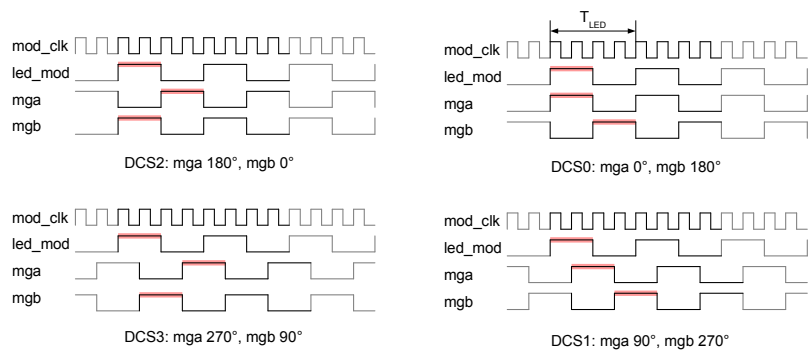 mod_clk
led_mod
mga
mgb
DCS2: mga 180°, mgb 0°
T LED
mod_clk
led_mod
mga
mgb
DCS0: mga 0°, mgb 180°
mod_clk
led_mod
mga
mgb
DCS3: mga 270°, mgb 90°
mod_clk
led_mod
mga
mgb
DCS1: mga 90°, mgb 270°